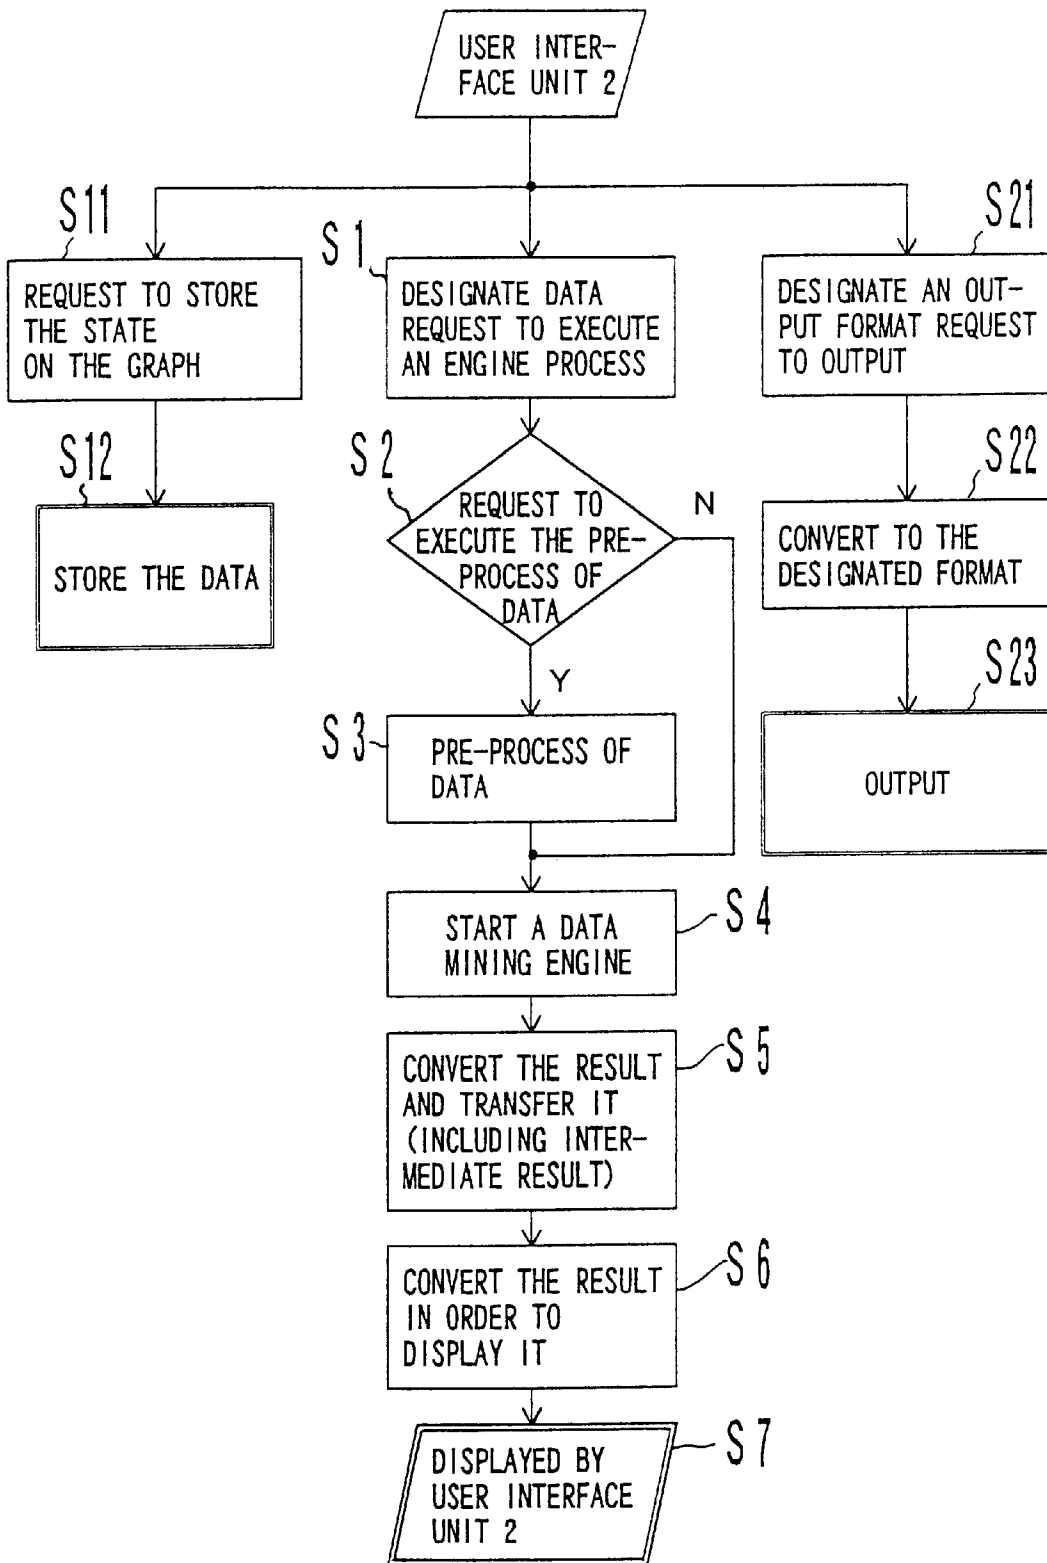 USER INTER-
FACE UNIT 2
S11
REQUEST TO STORE
THE STATE
ON THE GRAPH
S12
STORE THE DATA
S1
DESIGNATE DATA
REQUEST TO EXECUTE
AN ENGINE PROCESS
S2
REQUEST TO
EXECUTE THE PRE-
PROCESS OF
DATA
N
Y
S3
PRE-PROCESS OF
DATA
S4
START A DATA
MINING ENGINE
S5
CONVERT THE RESULT
AND TRANSFER IT
(INCLUDING INTER-
MEDIATE RESULT)
S6
CONVERT THE RESULT
IN ORDER TO
DISPLAY IT
S7
DISPLAYED BY
USER INTERFACE
UNIT 2
S21
DESIGNATE AN OUT-
PUT FORMAT REQUEST
TO OUTPUT
S22
CONVERT TO THE
DESIGNATED FORMAT
S23
OUTPUT